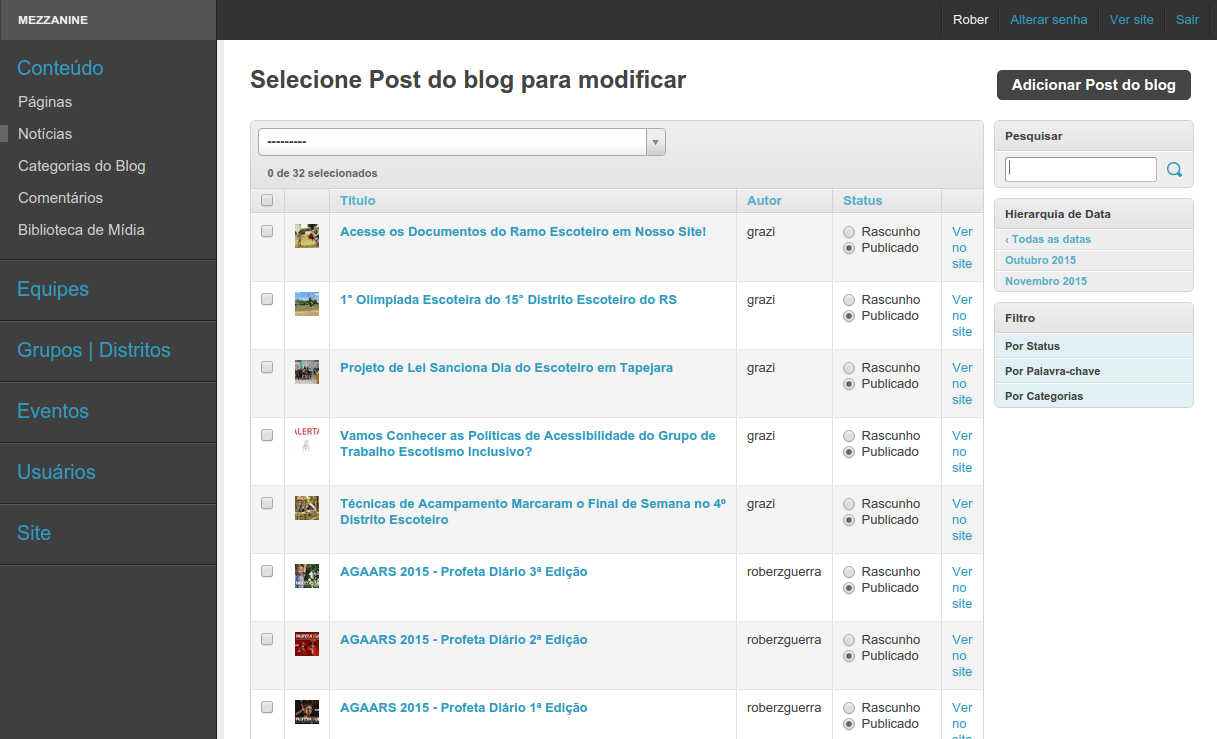 MEZZANINE
Rober
Alterar senha
Ver site
Sair
Conteúdo
Páginas
Notícias
Categorias do Blog
Comentários
Biblioteca de Mídia
Equipes
Grupos | Distritos
Eventos
Usuários
Site
Selecione Post do blog para modificar
Adicionar Post do blog
---------
0 de 32 selecionados
Título Autor Status
Acesse os Documentos do Ramo Escoteiro em Nosso Site! grazi Rascunho Ver
Publicado no
site
1° Olimpíada Escoteira do 15° Distrito Escoteiro do RS grazi Rascunho Ver
Publicado no
site
Projeto de Lei Sanciona Dia do Escoteiro em Tapejara grazi Rascunho Ver
Publicado no
site
ALERTA
Vamos Conhecer as Políticas de Acessibilidade do Grupo de grazi Rascunho Ver
Trabalho Escotismo Inclusivo? Publicado no
site
Técnicas de Acampamento Marcaram o Final de Semana no 4º grazi Rascunho Ver
Distrito Escoteiro Publicado no
site
AGAARS 2015 - Profeta Diário 3ª Edição roberzguerra Rascunho Ver
Publicado no
site
AGAARS 2015 - Profeta Diário 2ª Edição roberzguerra Rascunho Ver
Publicado no
site
AGAARS 2015 - Profeta Diário 1ª Edição roberzguerra Rascunho Ver
Publicado no
site
Pesquisar
Hierarquia de Data
‹ Todas as datas
Outubro 2015
Novembro 2015
Filtro
Por Status
Por Palavra-chave
Por Categorias